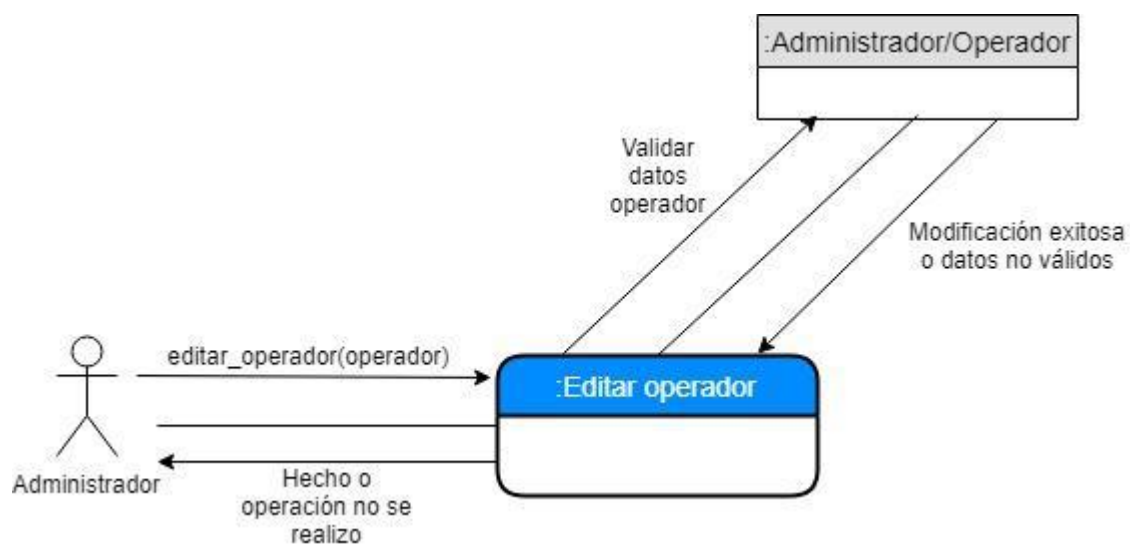 :Administrador/Operador
Validar
datos
operador
Modificación exitosa
o datos no válidos
editar_operador(operador)
:Editar operador
Administrador
Hecho o
operación no se
realizo